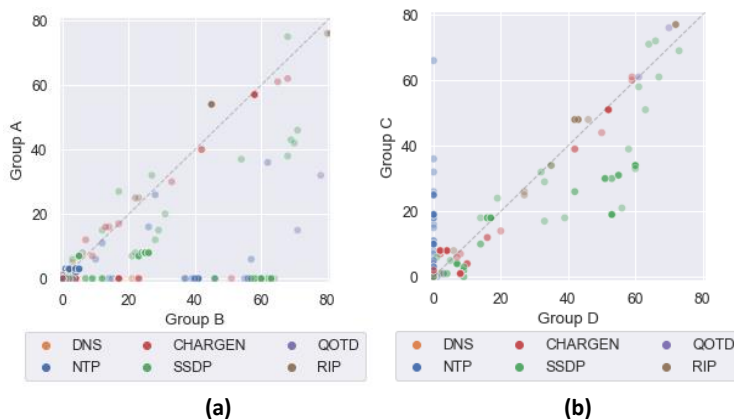 80
60
40
20
0
Group A
0 20 40 60 80
Group B
DNS CHARGEN QOTD
NTP SSDP RIP
(a)
80
60
40
20
0
Group C
0 20 40 60 80
Group D
DNS CHARGEN QOTD
NTP SSDP RIP
(b)